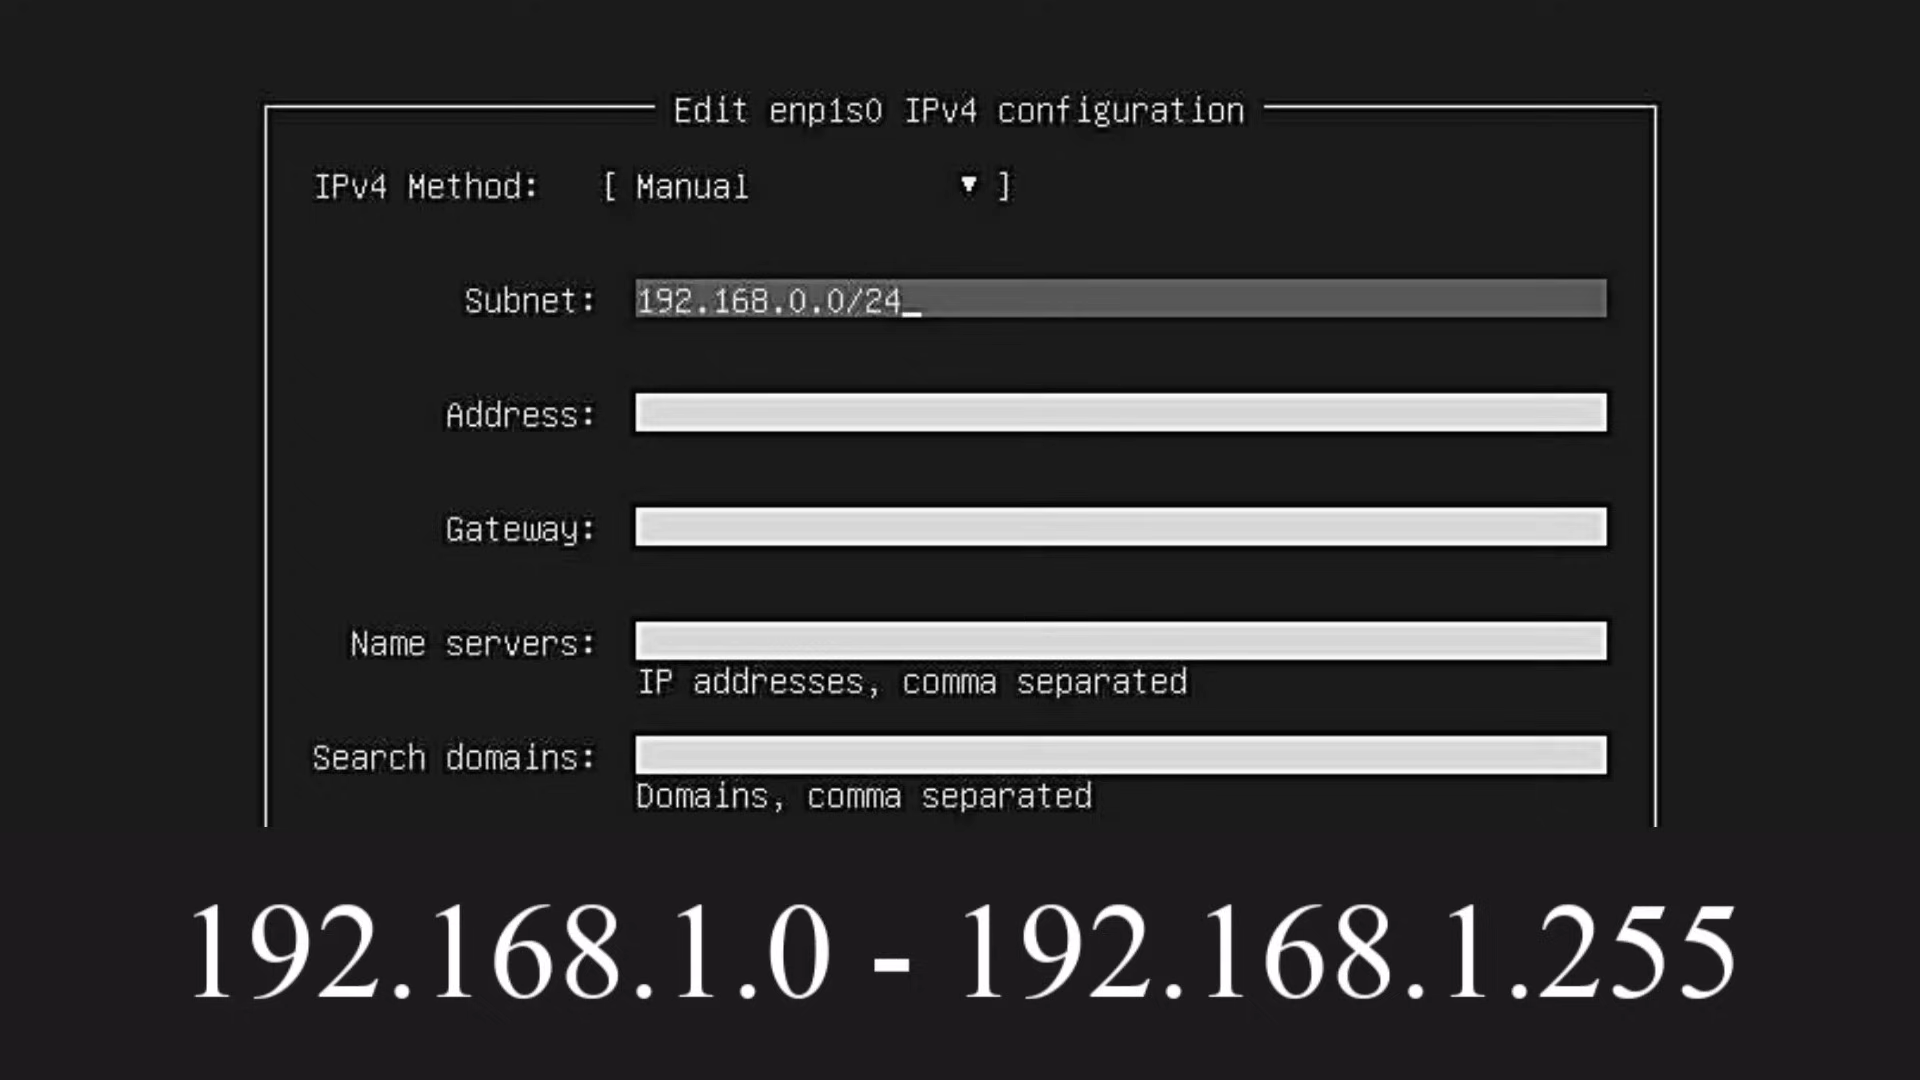 Edit enp1s0 IPv4 configuration
IPv4 Method: [ Manual ▼ ]
Subnet: 192.168.0.0/24_
Address:
Gateway:
Name servers:
IP addresses, comma separated
Search domains:
Domains, comma separated
192.168.1.0 - 192.168.1.255